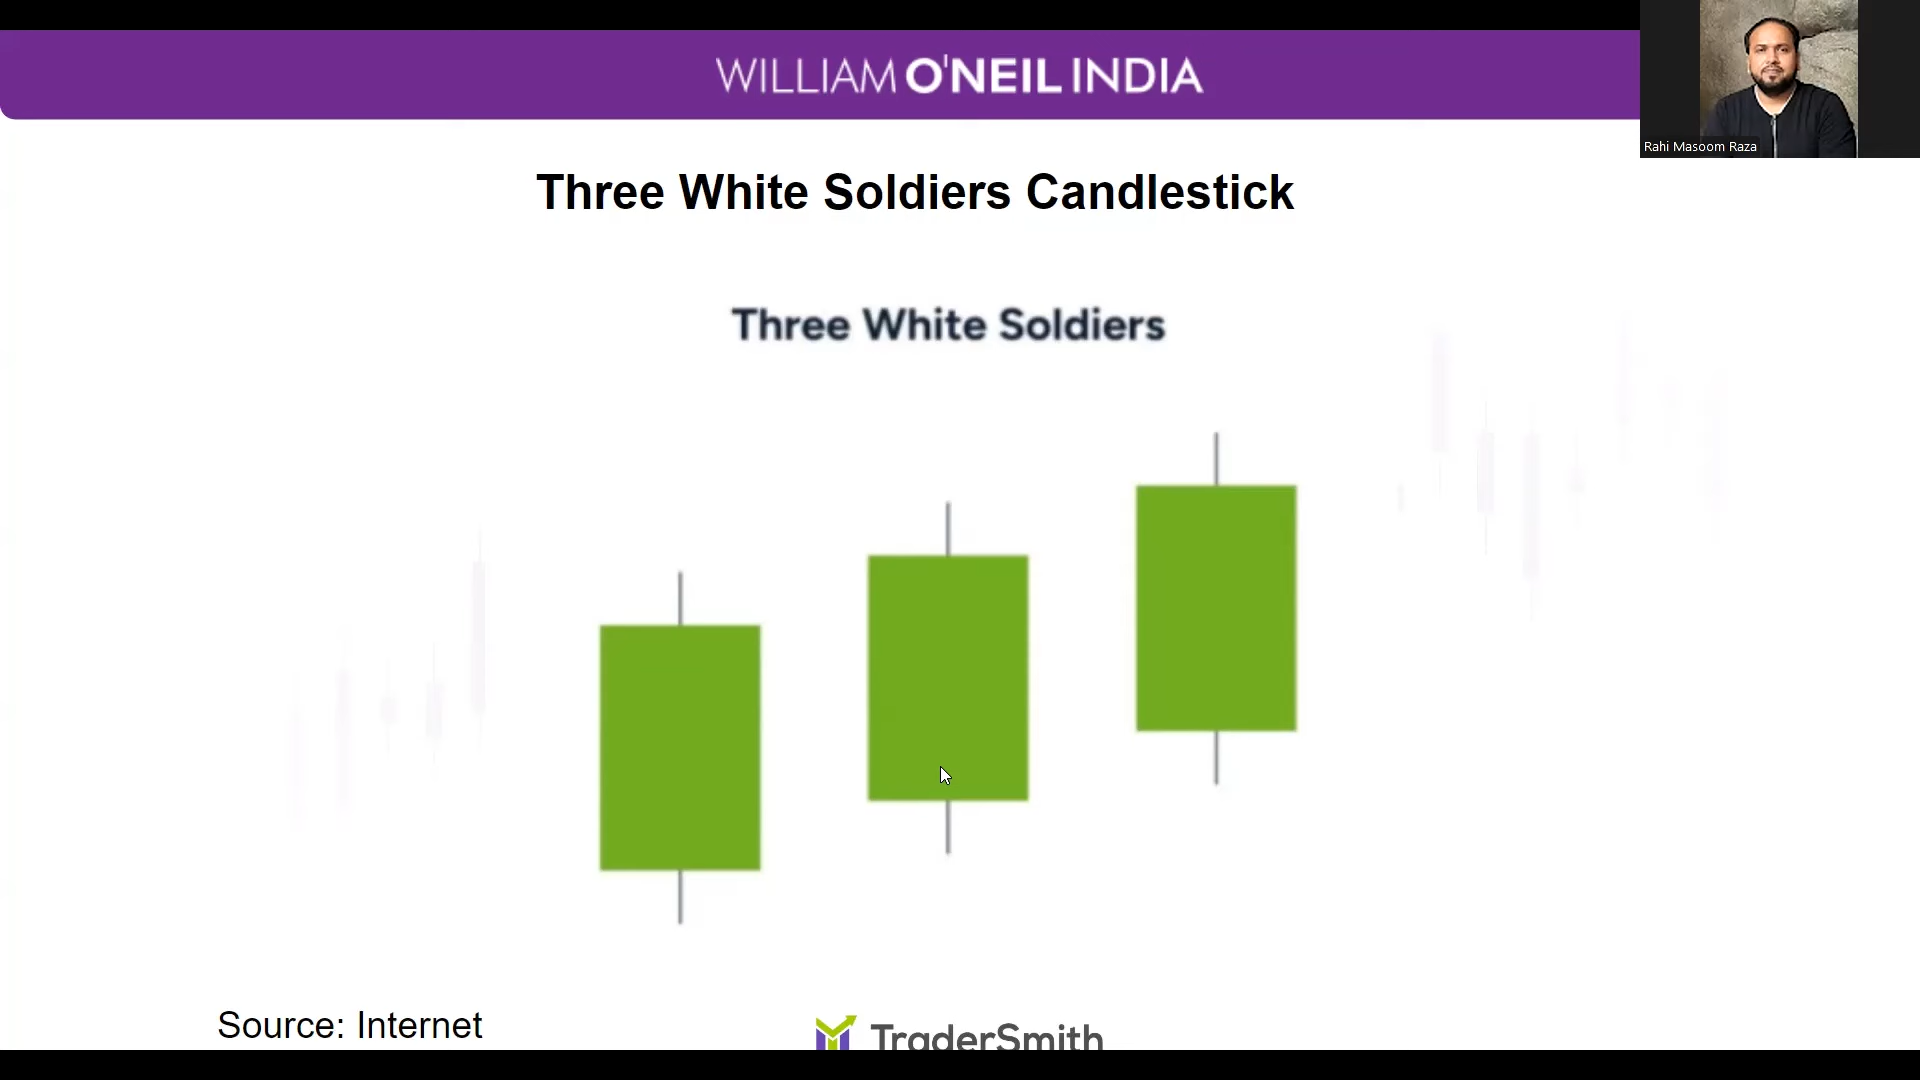 WILLIAM O'NEIL INDIA
Rahi Masoom Raza
Three White Soldiers Candlestick
Three White Soldiers
Source: Internet
TraderSmith